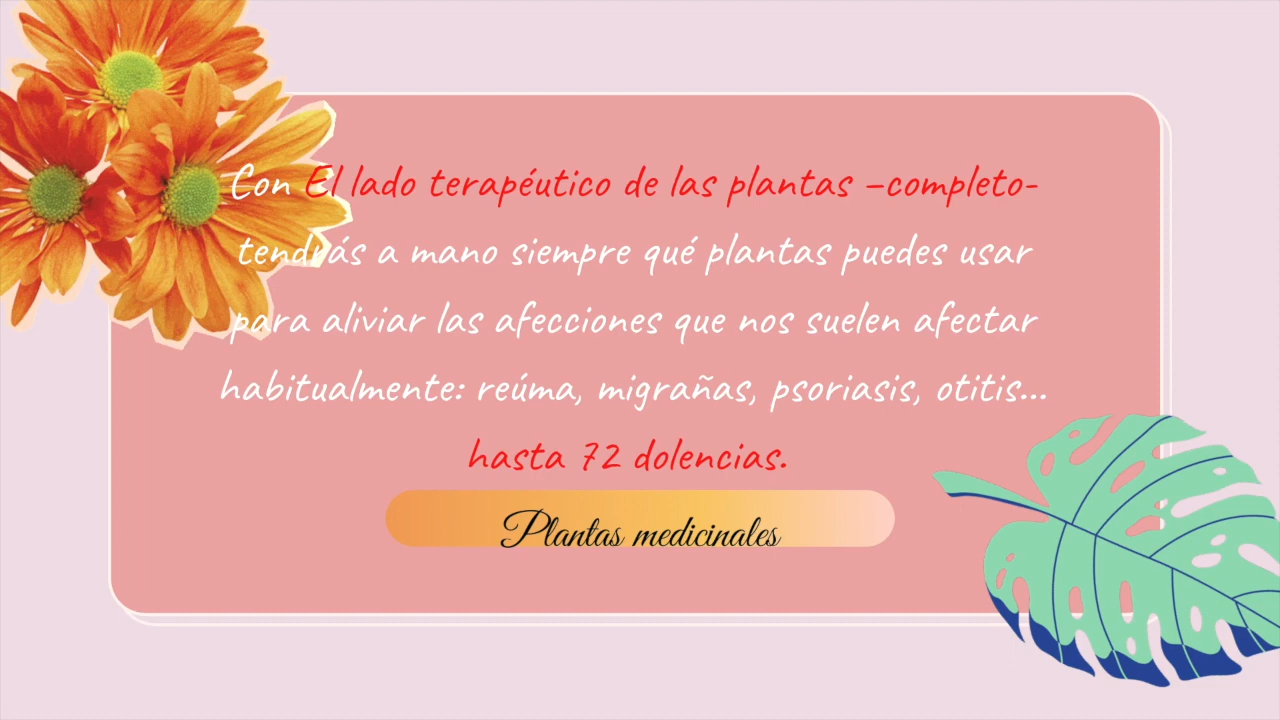 Con El lado terapéutico de las plantas –completo-
tendrás a mano siempre qué plantas puedes usar
para aliviar las afecciones que nos suelen afectar
habitualmente: reúma, migrañas, psoriasis, otitis...
hasta 72 dolencias.
Plantas medicinales